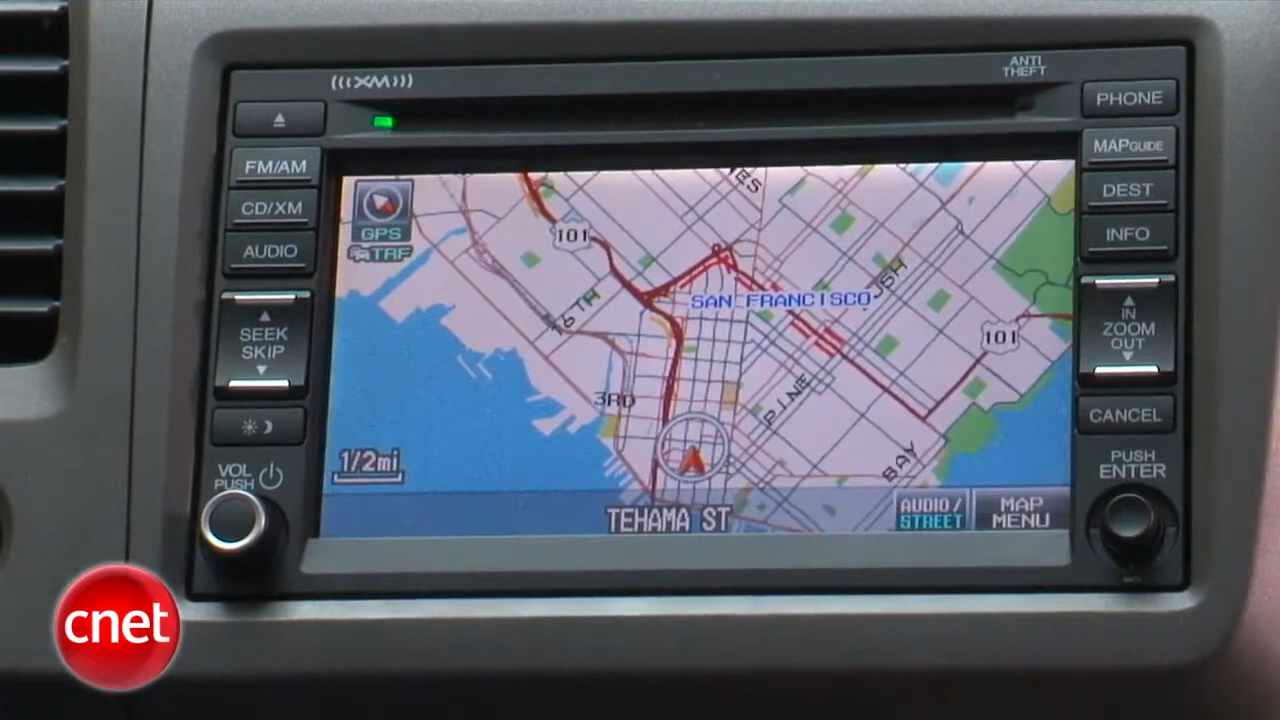 XM
ANTI
THEFT
PHONE
FM/AM
MAPGUIDE
CD/XM
DEST
AUDIO
INFO
GPS
TRF
101
16TH
SAN FRANCISCO
101
SEEK
SKIP
IN
ZOOM
OUT
3RD
PINE
BAY
CANCEL
1/2mi
VOL
PUSH
PUSH
ENTER
TEHAMA ST
AUDIO/
STREET
MAP
MENU
cnet